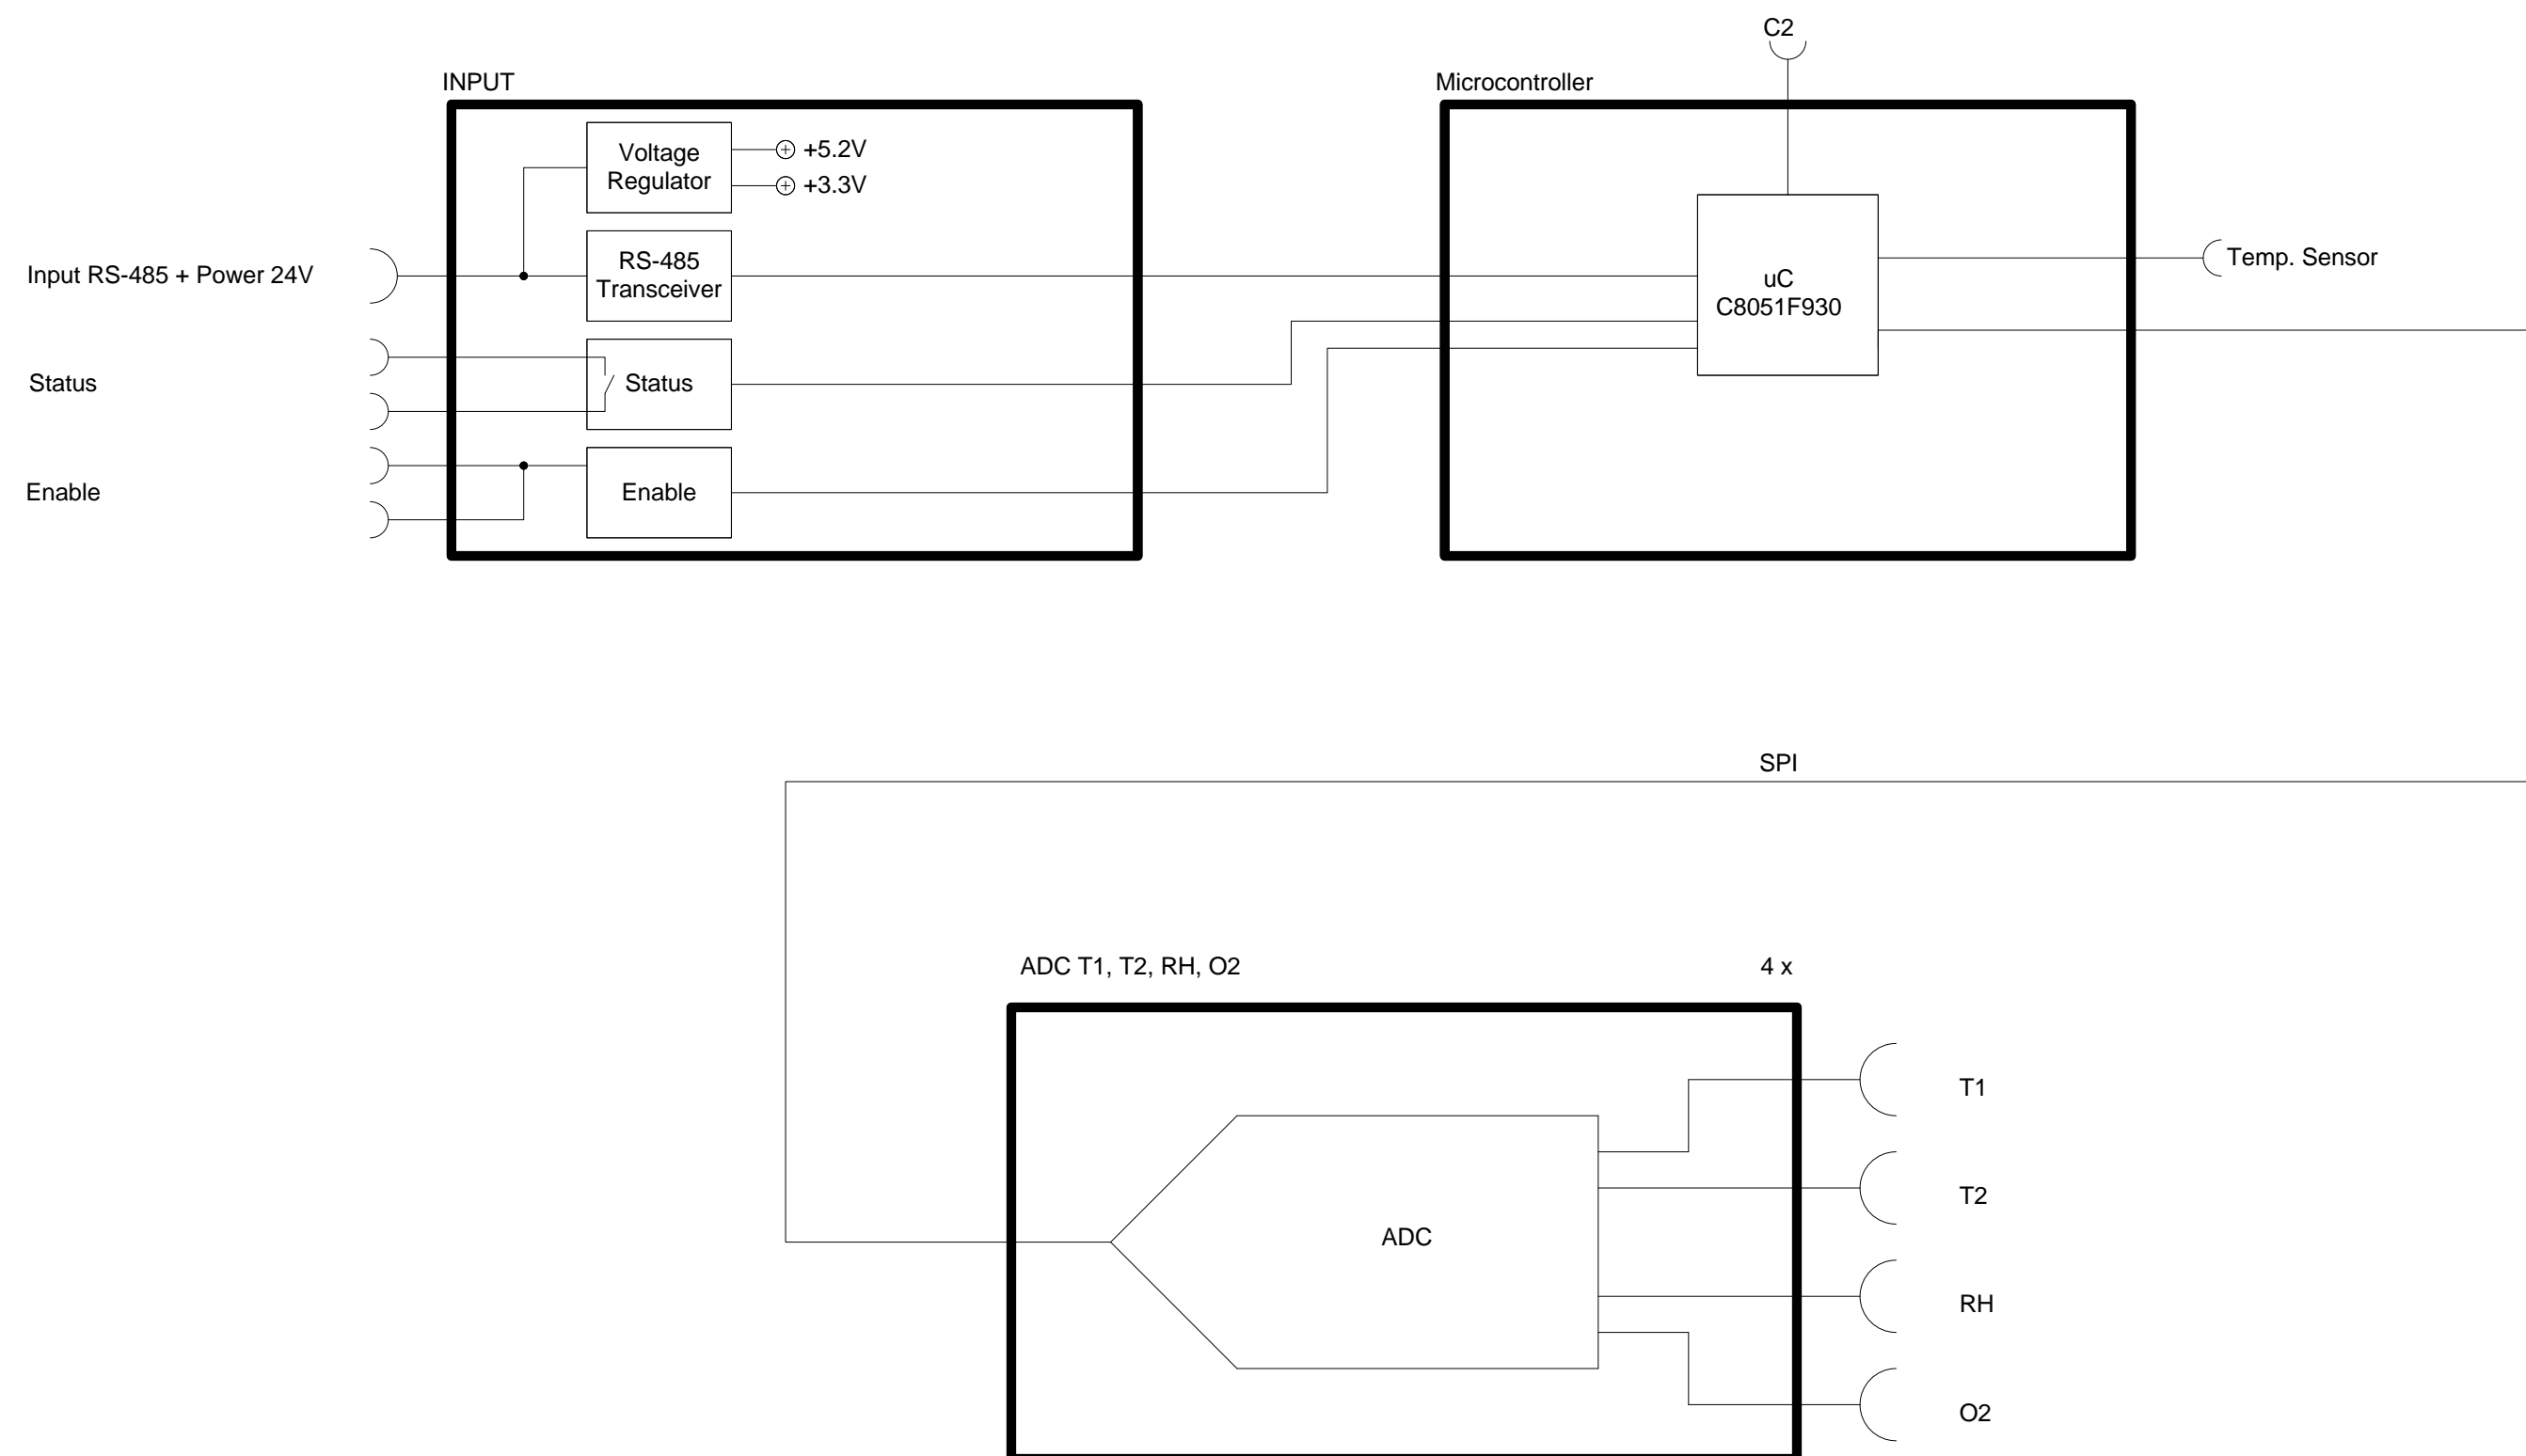 C2
INPUT
Microcontroller
Voltage
Regulator
+5.2V
+3.3V
Input RS-485 + Power 24V
RS-485
Transceiver
uC
C8051F930
Temp. Sensor
Status
Status
Enable
Enable
SPI
ADC T1, T2, RH, O2
4 x
T1
T2
ADC
RH
O2